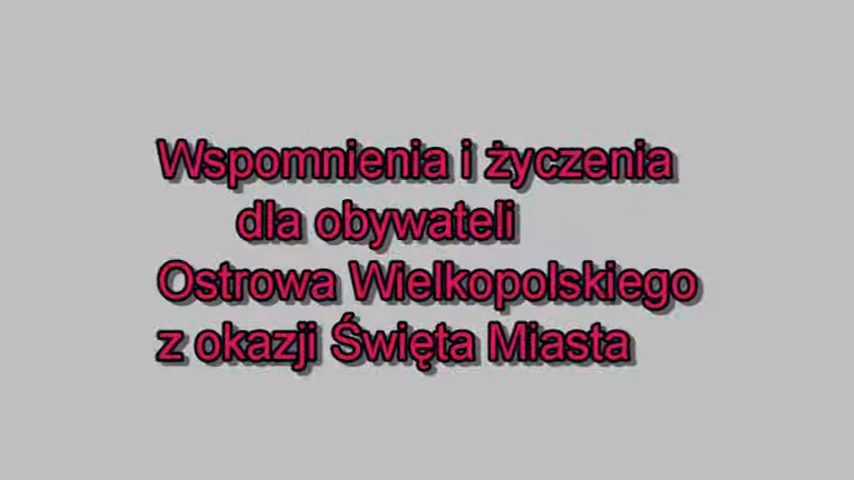 Wspomnienia i życzenia
dla obywateli
Ostrowa Wielkopolskiego
z okazji Święta Miasta